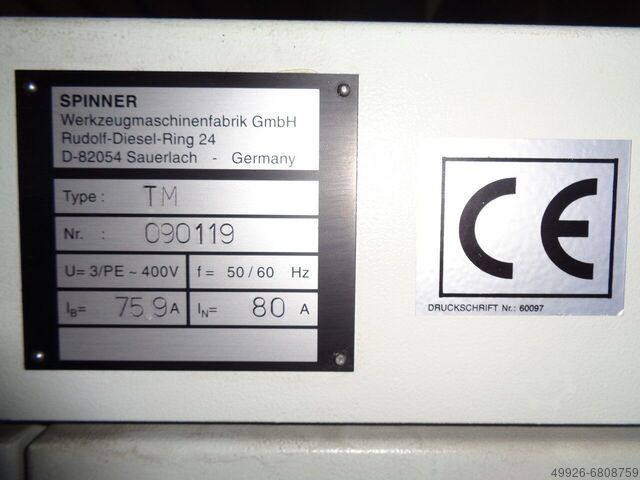 SPINNER
Werkzeugmaschinenfabrik GmbH
Rudolf-Diesel-Ring 24
D-82054 Sauerlach - Germany
Type: TM
Nr. : 090119
U= 3/PE ~ 400V f= 50/60 Hz
IB= 75.9 A IN= 80 A
CE
DRUCKSCHRIFT Nr.: 60097
49926-6808759